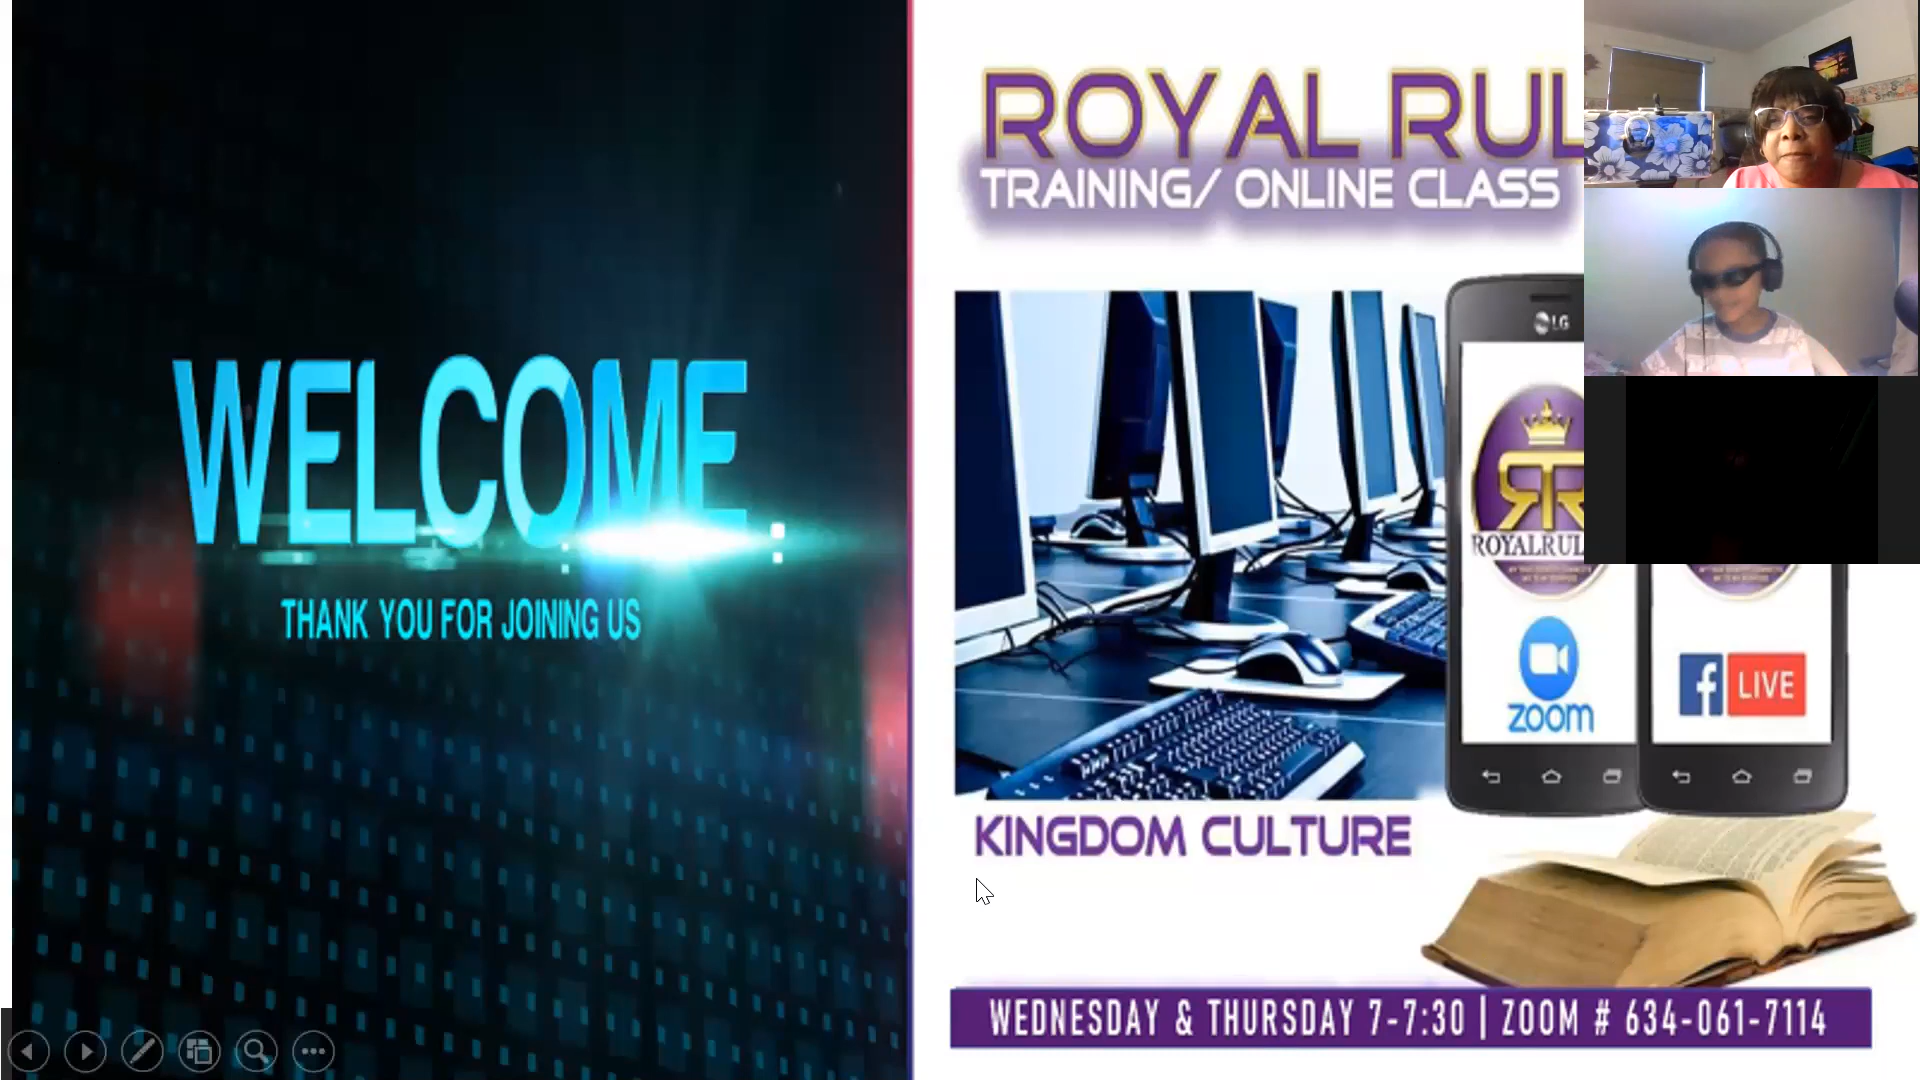 WELCOME
THANK YOU FOR JOINING US
ROYAL RUL
TRAINING/ ONLINE CLASS
LG
RTR
ROYALRUL
zoom
f LIVE
KINGDOM CULTURE
WEDNESDAY & THURSDAY 7-7:30 | ZOOM # 634-061-7114